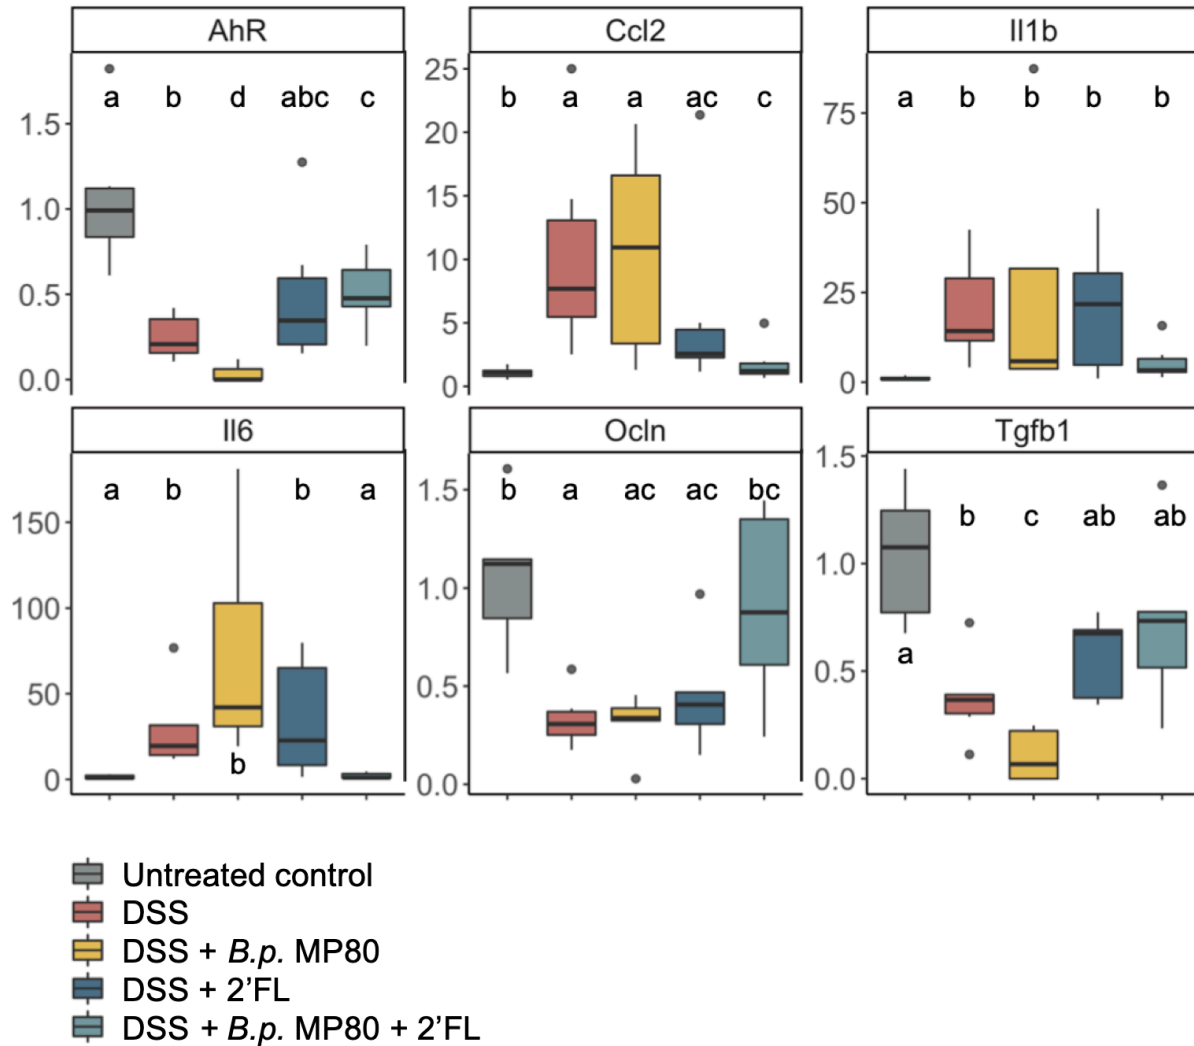 AhR Ccl2 Il1b
a b d abc c
b a a ac c
a b b b b
1.5
1.0
0.5
0.0
25
20
15
10
5
0
75
50
25
0
Il6 Ocln Tgfb1
a b b b a
b a ac ac bc
a b c ab ab
150
100
50
0
1.5
1.0
0.5
0.0
1.5
1.0
0.5
0.0
Untreated control
DSS
DSS + B.p. MP80
DSS + 2’FL
DSS + B.p. MP80 + 2’FL